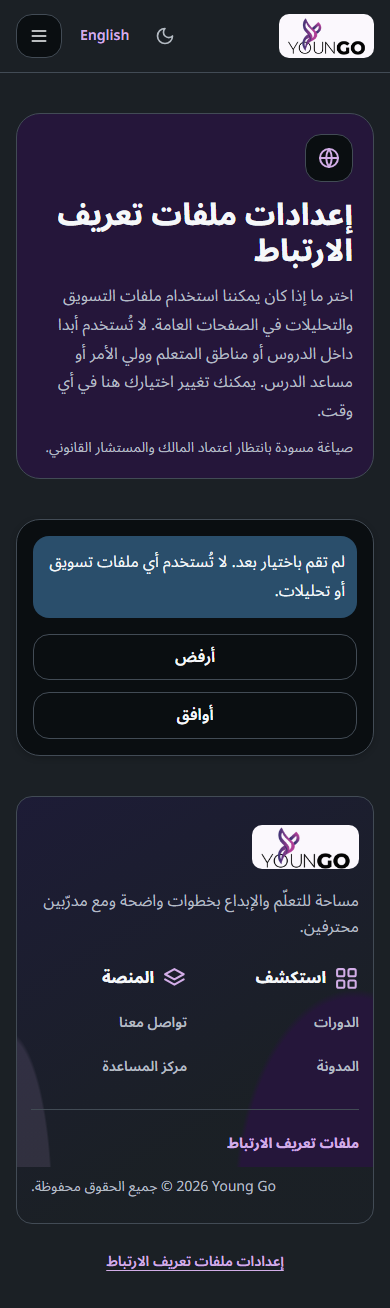 YOUNGO
English
إعدادات ملفات تعريف
الارتباط
اختر ما إذا كان يمكننا استخدام ملفات التسويق
والتحليلات في الصفحات العامة. لا تُستخدم أبدا
داخل الدروس أو مناطق المتعلم وولي الأمر أو
مساعد الدرس. يمكنك تغيير اختيارك هنا في أي
وقت.
صياغة مسودة بانتظار اعتماد المالك والمستشار القانوني.
لم تقم باختيار بعد. لا تُستخدم أي ملفات تسويق
أو تحليلات.
أرفض
أوافق
YOUNGO
مساحة للتعلّم والإبداع بخطوات واضحة ومع مدرّبين
محترفين.
استكشف
الدورات
المدونة
المنصة
تواصل معنا
مركز المساعدة
ملفات تعريف الارتباط
© 2026 Young Go جميع الحقوق محفوظة.
إعدادات ملفات تعريف الارتباط